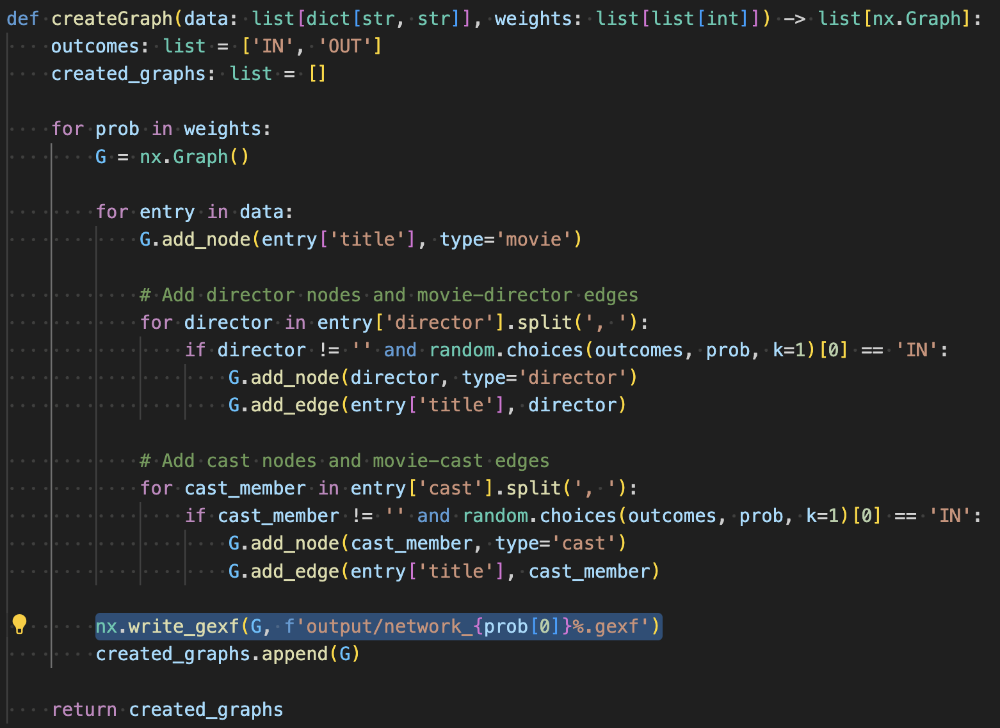 def createGraph(data: list[dict[str, str]], weights: list[list[int]]) -> list[nx.Graph]:
    outcomes: list = ['IN', 'OUT']
    created_graphs: list = []

    for prob in weights:
        G = nx.Graph()

        for entry in data:
            G.add_node(entry['title'], type='movie')

            # Add director nodes and movie-director edges
            for director in entry['director'].split(', '):
                if director != '' and random.choices(outcomes, prob, k=1)[0] == 'IN':
                    G.add_node(director, type='director')
                    G.add_edge(entry['title'], director)

            # Add cast nodes and movie-cast edges
            for cast_member in entry['cast'].split(', '):
                if cast_member != '' and random.choices(outcomes, prob, k=1)[0] == 'IN':
                    G.add_node(cast_member, type='cast')
                    G.add_edge(entry['title'], cast_member)

        nx.write_gexf(G, f'output/network_{prob[0]}%.gexf')
        created_graphs.append(G)

    return created_graphs